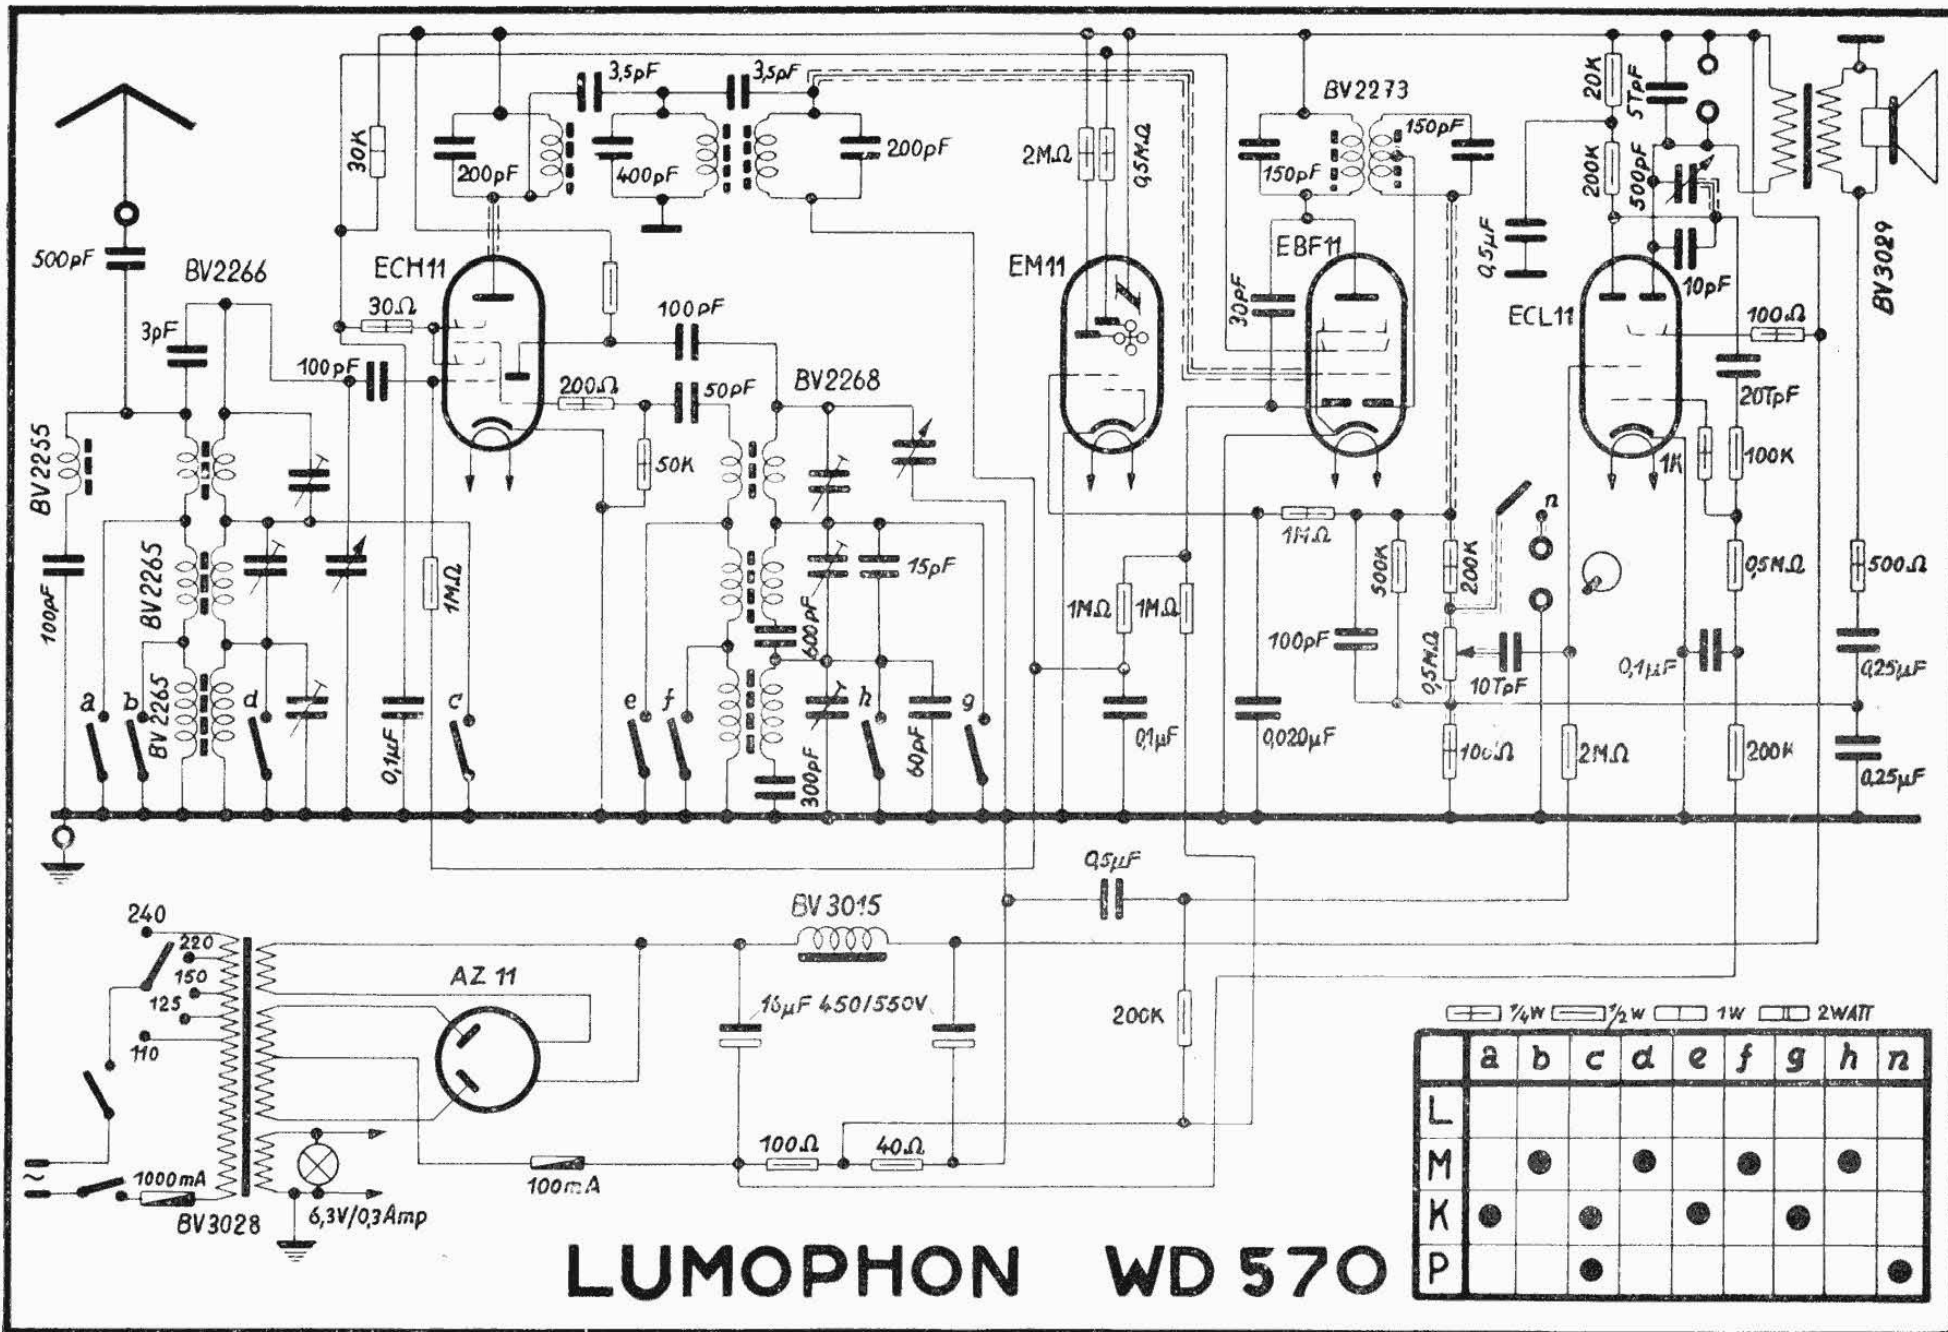 3,5pF 3,5pF
BV2273
30K
200pF 400pF 200pF
2MΩ 0,5MΩ
150pF 150pF
20K 5TpF
200K 500pF
500pF
BV2266
ECH11
EM11
EBF11
0,5µF
10pF
BV3029
3pF
30Ω
100pF
100pF
30pF
ECL11
100Ω
200Ω
50pF
BV2268
20TpF
BV2255
50K
1K
100K
n
100pF
BV2265
1MΩ
15pF
1MΩ
500K
200K
0,5MΩ
500Ω
600pF
1MΩ 1MΩ
100pF
0,5MΩ
10TpF
0,1µF
0,25µF
a b
BV2265
d
0,1µF
c
e f
h
60pF
g
300pF
0,1µF
0,020µF
100Ω
2MΩ
200K
0,25µF
0,5µF
240
220
150
125
110
AZ 11
BV3015
16µF 450/550V
200K
1/4W 1/2W 1W 2WATT
a b c d e f g h n
L
M
K
P
100Ω 40Ω
~
1000mA
100mA
BV3028
6,3V/0,3Amp
LUMOPHON WD 570